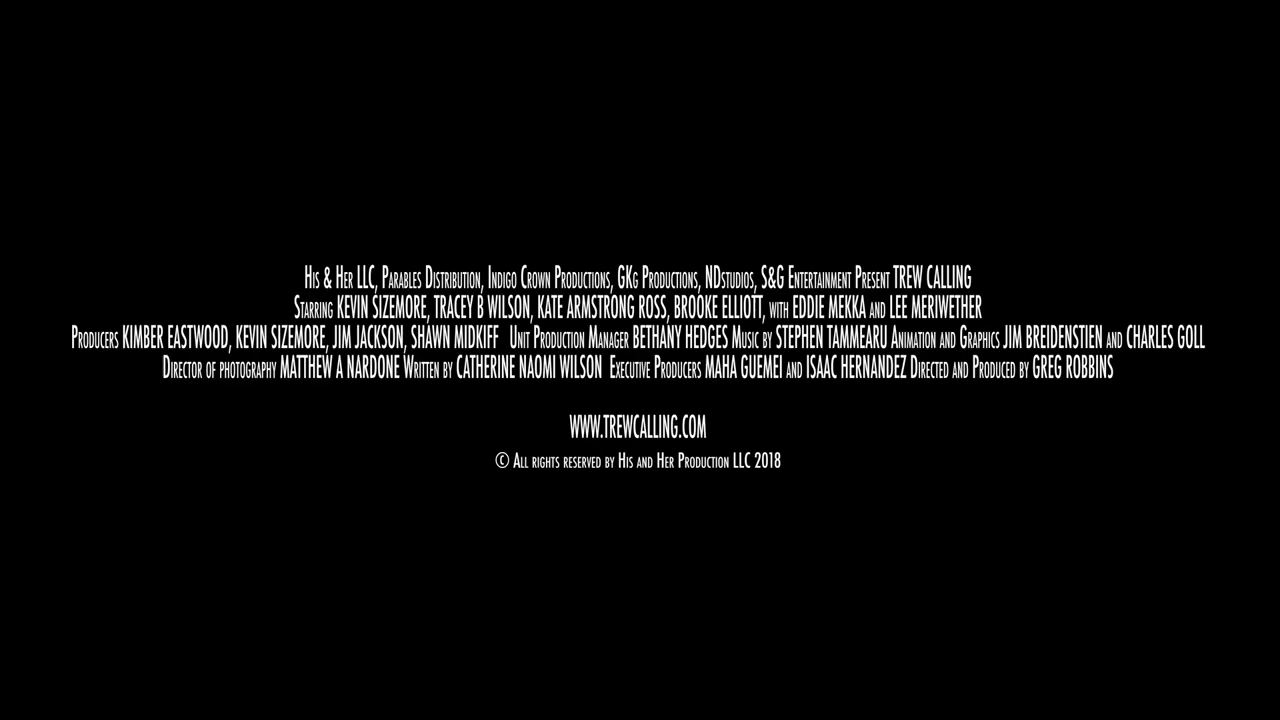 His & Her LLC, Parables Distribution, Indigo Crown Productions, GKg Productions, NDstudios, S&G Entertainment Present TREW CALLING
Starring KEVIN SIZEMORE, TRACEY B WILSON, KATE ARMSTRONG ROSS, BROOKE ELLIOTT, with EDDIE MEKKA and LEE MERIWETHER
Producers KIMBER EASTWOOD, KEVIN SIZEMORE, JIM JACKSON, SHAWN MIDKIFF Unit Production Manager BETHANY HEDGES Music by STEPHEN TAMMEARU Animation and Graphics JIM BREIDENSTIEN and CHARLES GOLL
Director of photography MATTHEW A NARDONE Written by CATHERINE NAOMI WILSON Executive Producers MAHA GUEMEI and ISAAC HERNANDEZ Directed and Produced by GREG ROBBINS
WWW.TREWCALLING.COM
© All rights reserved by His and Her Production LLC 2018